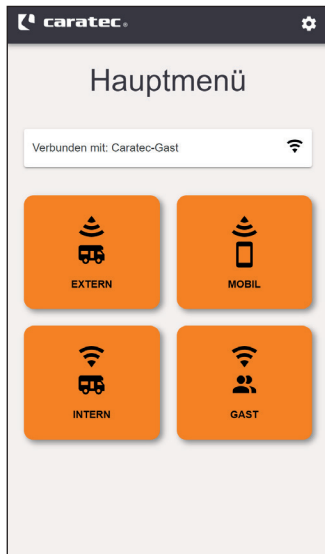 caratec®
Hauptmenü
Verbunden mit: Caratec-Gast
EXTERN
MOBIL
INTERN
GAST